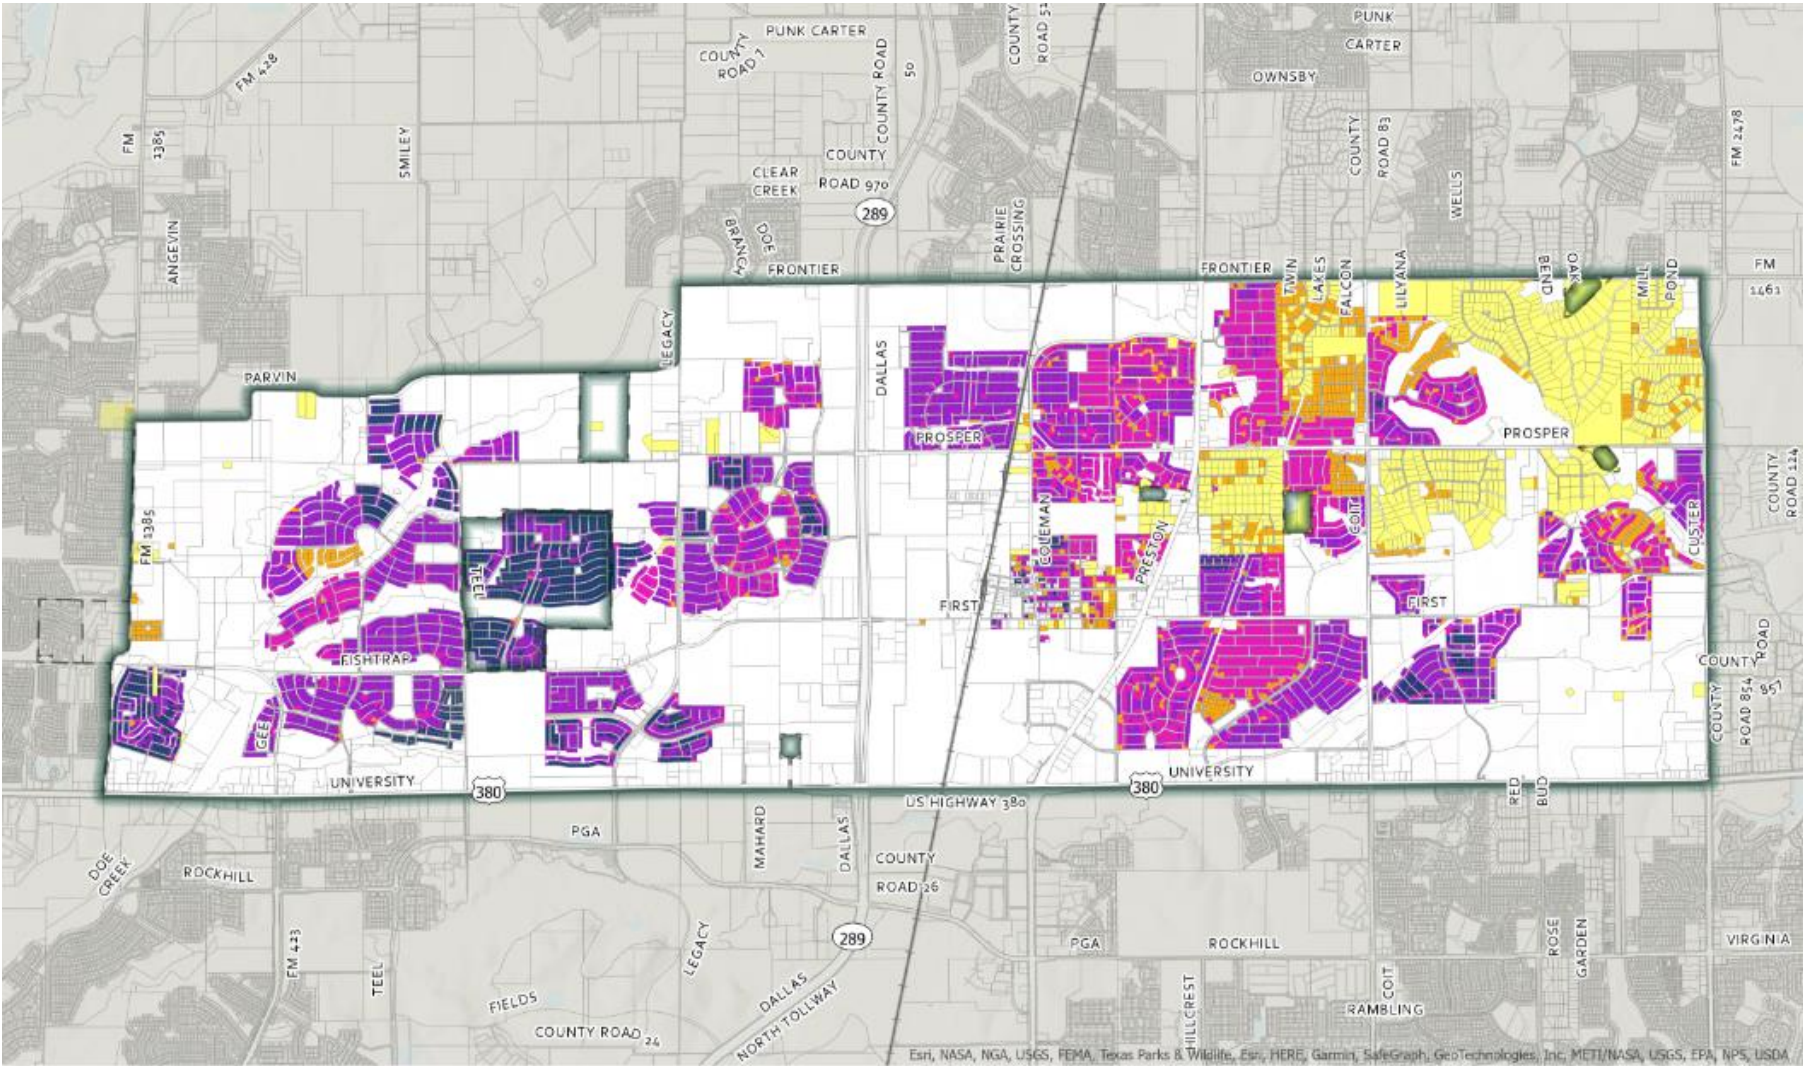 PUNK CARTER
COUNTY
ROAD 7
COUNTY ROAD
50
COUNTY
ROAD 51
PUNK
CARTER
OWNSBY
FM 428
FM
1385
SMILEY
COUNTY
ROAD 970
CLEAR
CREEK
289
DOE
BRANCH
FRONTIER
PRAIRIE
CROSSING
COUNTY
ROAD 83
WELLS
FM 2478
ANGEVIN
FRONTIER
TWIN
LAKES
FALCON
LILYANA
OAK
BEND
MILL
POND
FM
1461
LEGACY
PARVIN
DALLAS
PROSPER
PROSPER
COUNTY
ROAD 124
FM 1385
TEEL
COLEMAN
PRESTON
COIT
CUSTER
FIRST
FIRST
FISHTRAP
COUNTY
ROAD
857
COUNTY
ROAD 854
GEE
UNIVERSITY
380
UNIVERSITY
380
US HIGHWAY 380
RED
BUD
PGA
MAHARD
DALLAS
COUNTY
ROAD 26
DOE
CREEK
ROCKHILL
FM 423
TEEL
LEGACY
289
PGA
ROCKHILL
ROSE
GARDEN
VIRGINIA
FIELDS
COUNTY ROAD 24
DALLAS
NORTH TOLLWAY
HILLCREST
COIT
RAMBLING
Esri, NASA, NGA, USGS, FEMA, Texas Parks & Wildlife, Esri, HERE, Garmin, SafeGraph, GeoTechnologies, Inc, METI/NASA, USGS, EPA, NPS, USDA